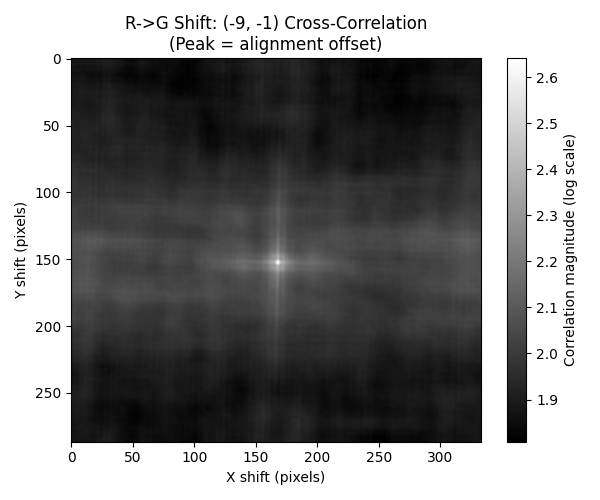 R->G Shift: (-9, -1) Cross-Correlation
(Peak = alignment offset)
0
50
100
150
200
250
Y shift (pixels)
0 50 100 150 200 250 300
X shift (pixels)
2.6
2.5
2.4
2.3
2.2
2.1
2.0
1.9
Correlation magnitude (log scale)